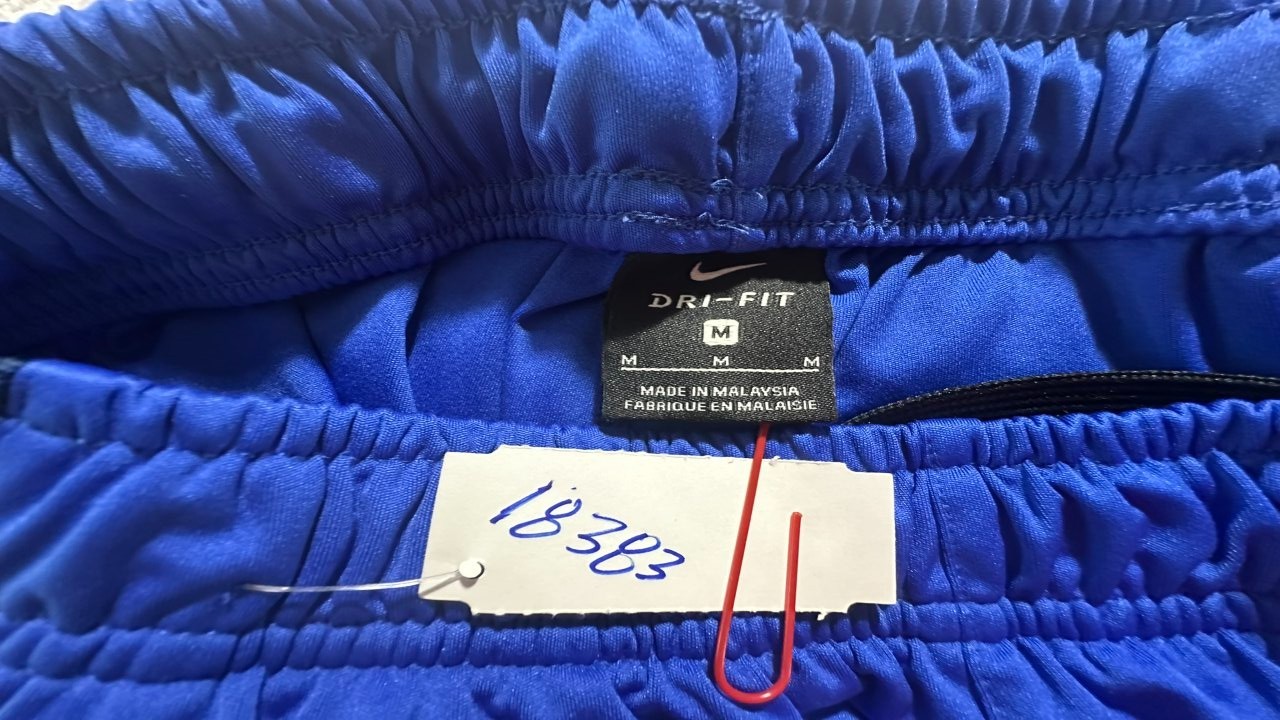 DRI-FIT
M
M M M
MADE IN MALAYSIA
FABRIQUE EN MALAISIE
18383